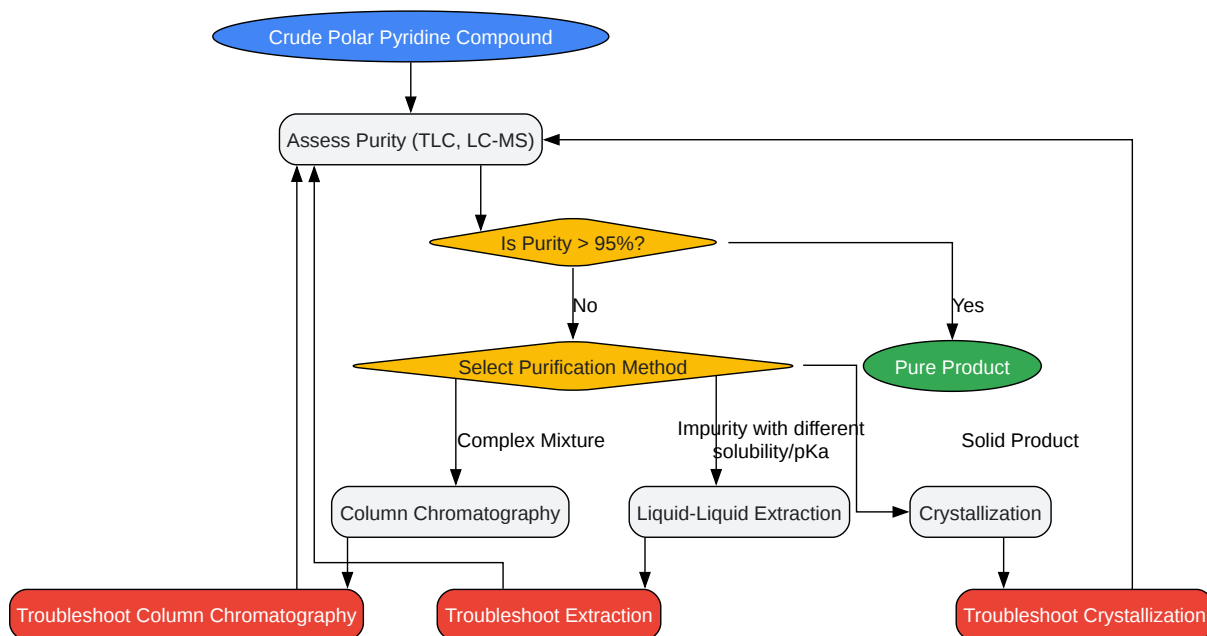 Crude Polar Pyridine Compound
Assess Purity (TLC, LC-MS)
Is Purity > 95%?
No
Yes
Select Purification Method
Pure Product
Complex Mixture
Impurity with different
solubility/pKa
Solid Product
Column Chromatography
Liquid-Liquid Extraction
Crystallization
Troubleshoot Column Chromatography
Troubleshoot Extraction
Troubleshoot Crystallization